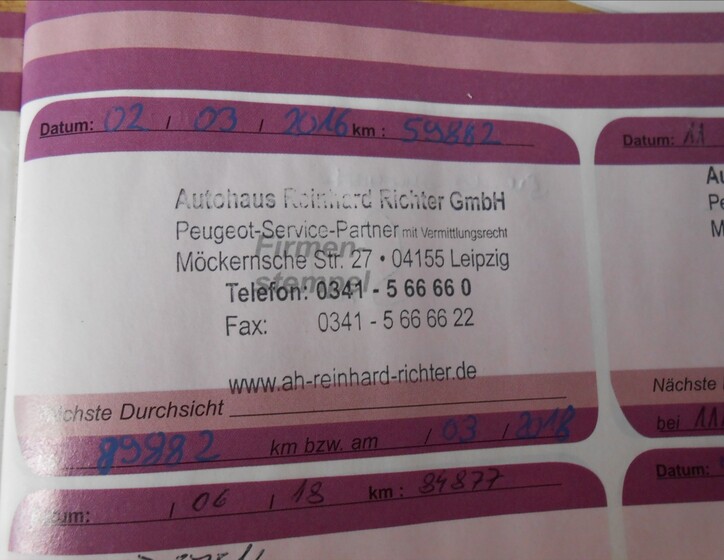 Datum: 02 / 03 / 2016 km : 59882
Autohaus Reinhard Richter GmbH
Peugeot-Service-Partner mit Vermittlungsrecht
Firmen-
Möckernsche Str. 27 • 04155 Leipzig
stempel
Telefon: 0341 - 5 66 66 0
Fax: 0341 - 5 66 66 22
www.ah-reinhard-richter.de
Durchsicht
89882 km bzw. am / 03 / 2018
/ 06 / 18 km : 84877
Datum: 11
Nächste
bei
Datum: